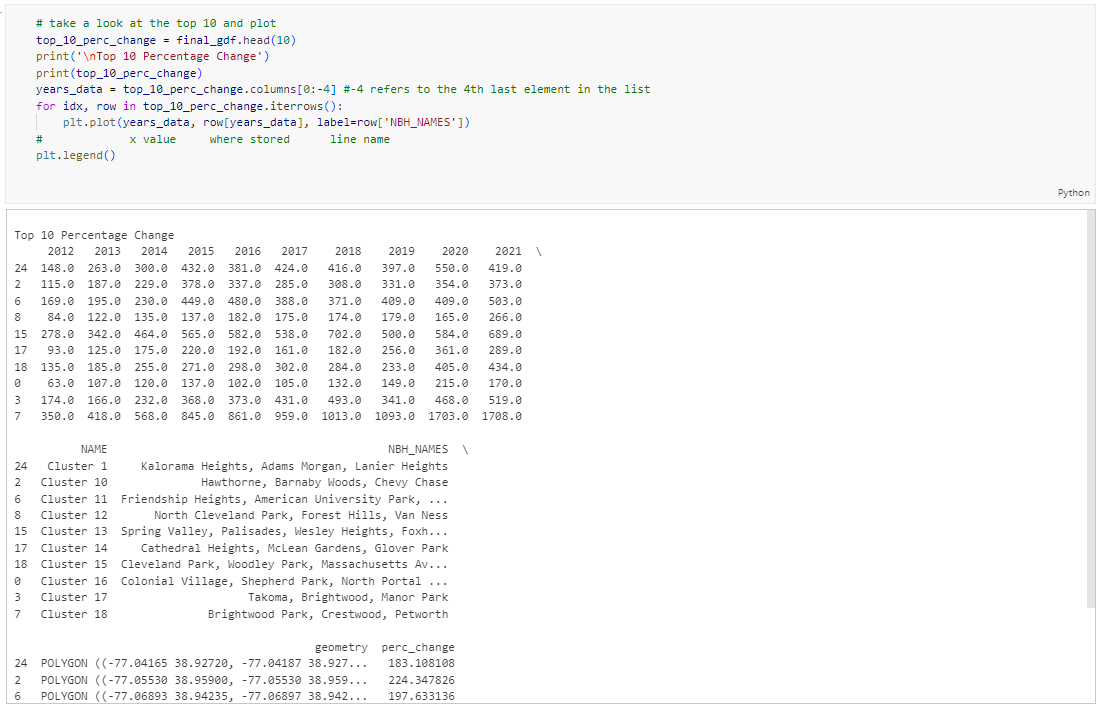 # take a look at the top 10 and plot
top_10_perc_change = final_gdf.head(10)
print('\nTop 10 Percentage Change')
print(top_10_perc_change)
years_data = top_10_perc_change.columns[0:-4] #-4 refers to the 4th last element in the list
for idx, row in top_10_perc_change.iterrows():
    plt.plot(years_data, row[years_data], label=row['NBH_NAMES'])
#            x value     where stored      line name
plt.legend()
Python
Top 10 Percentage Change
     2012   2013   2014   2015   2016   2017    2018    2019    2020    2021  \
24  148.0  263.0  300.0  432.0  381.0  424.0   416.0   397.0   550.0   419.0
2   115.0  187.0  229.0  378.0  337.0  285.0   308.0   331.0   354.0   373.0
6   169.0  195.0  230.0  449.0  480.0  388.0   371.0   409.0   409.0   503.0
8    84.0  122.0  135.0  137.0  182.0  175.0   174.0   179.0   165.0   266.0
15  278.0  342.0  464.0  565.0  582.0  538.0   702.0   500.0   584.0   689.0
17   93.0  125.0  175.0  220.0  192.0  161.0   182.0   256.0   361.0   289.0
18  135.0  185.0  255.0  271.0  298.0  302.0   284.0   233.0   405.0   434.0
0    63.0  107.0  120.0  137.0  102.0  105.0   132.0   149.0   215.0   170.0
3   174.0  166.0  232.0  368.0  373.0  431.0   493.0   341.0   468.0   519.0
7   350.0  418.0  568.0  845.0  861.0  959.0  1013.0  1093.0  1703.0  1708.0
          NAME                                          NBH_NAMES  \
24   Cluster 1     Kalorama Heights, Adams Morgan, Lanier Heights
2   Cluster 10              Hawthorne, Barnaby Woods, Chevy Chase
6   Cluster 11  Friendship Heights, American University Park, ...
8   Cluster 12       North Cleveland Park, Forest Hills, Van Ness
15  Cluster 13  Spring Valley, Palisades, Wesley Heights, Foxh...
17  Cluster 14     Cathedral Heights, McLean Gardens, Glover Park
18  Cluster 15  Cleveland Park, Woodley Park, Massachusetts Av...
0   Cluster 16  Colonial Village, Shepherd Park, North Portal ...
3   Cluster 17                     Takoma, Brightwood, Manor Park
7   Cluster 18               Brightwood Park, Crestwood, Petworth
                                             geometry  perc_change
24  POLYGON ((-77.04165 38.92720, -77.04187 38.927...   183.108108
2   POLYGON ((-77.05530 38.95900, -77.05530 38.959...   224.347826
6   POLYGON ((-77.06893 38.94235, -77.06897 38.942...   197.633136